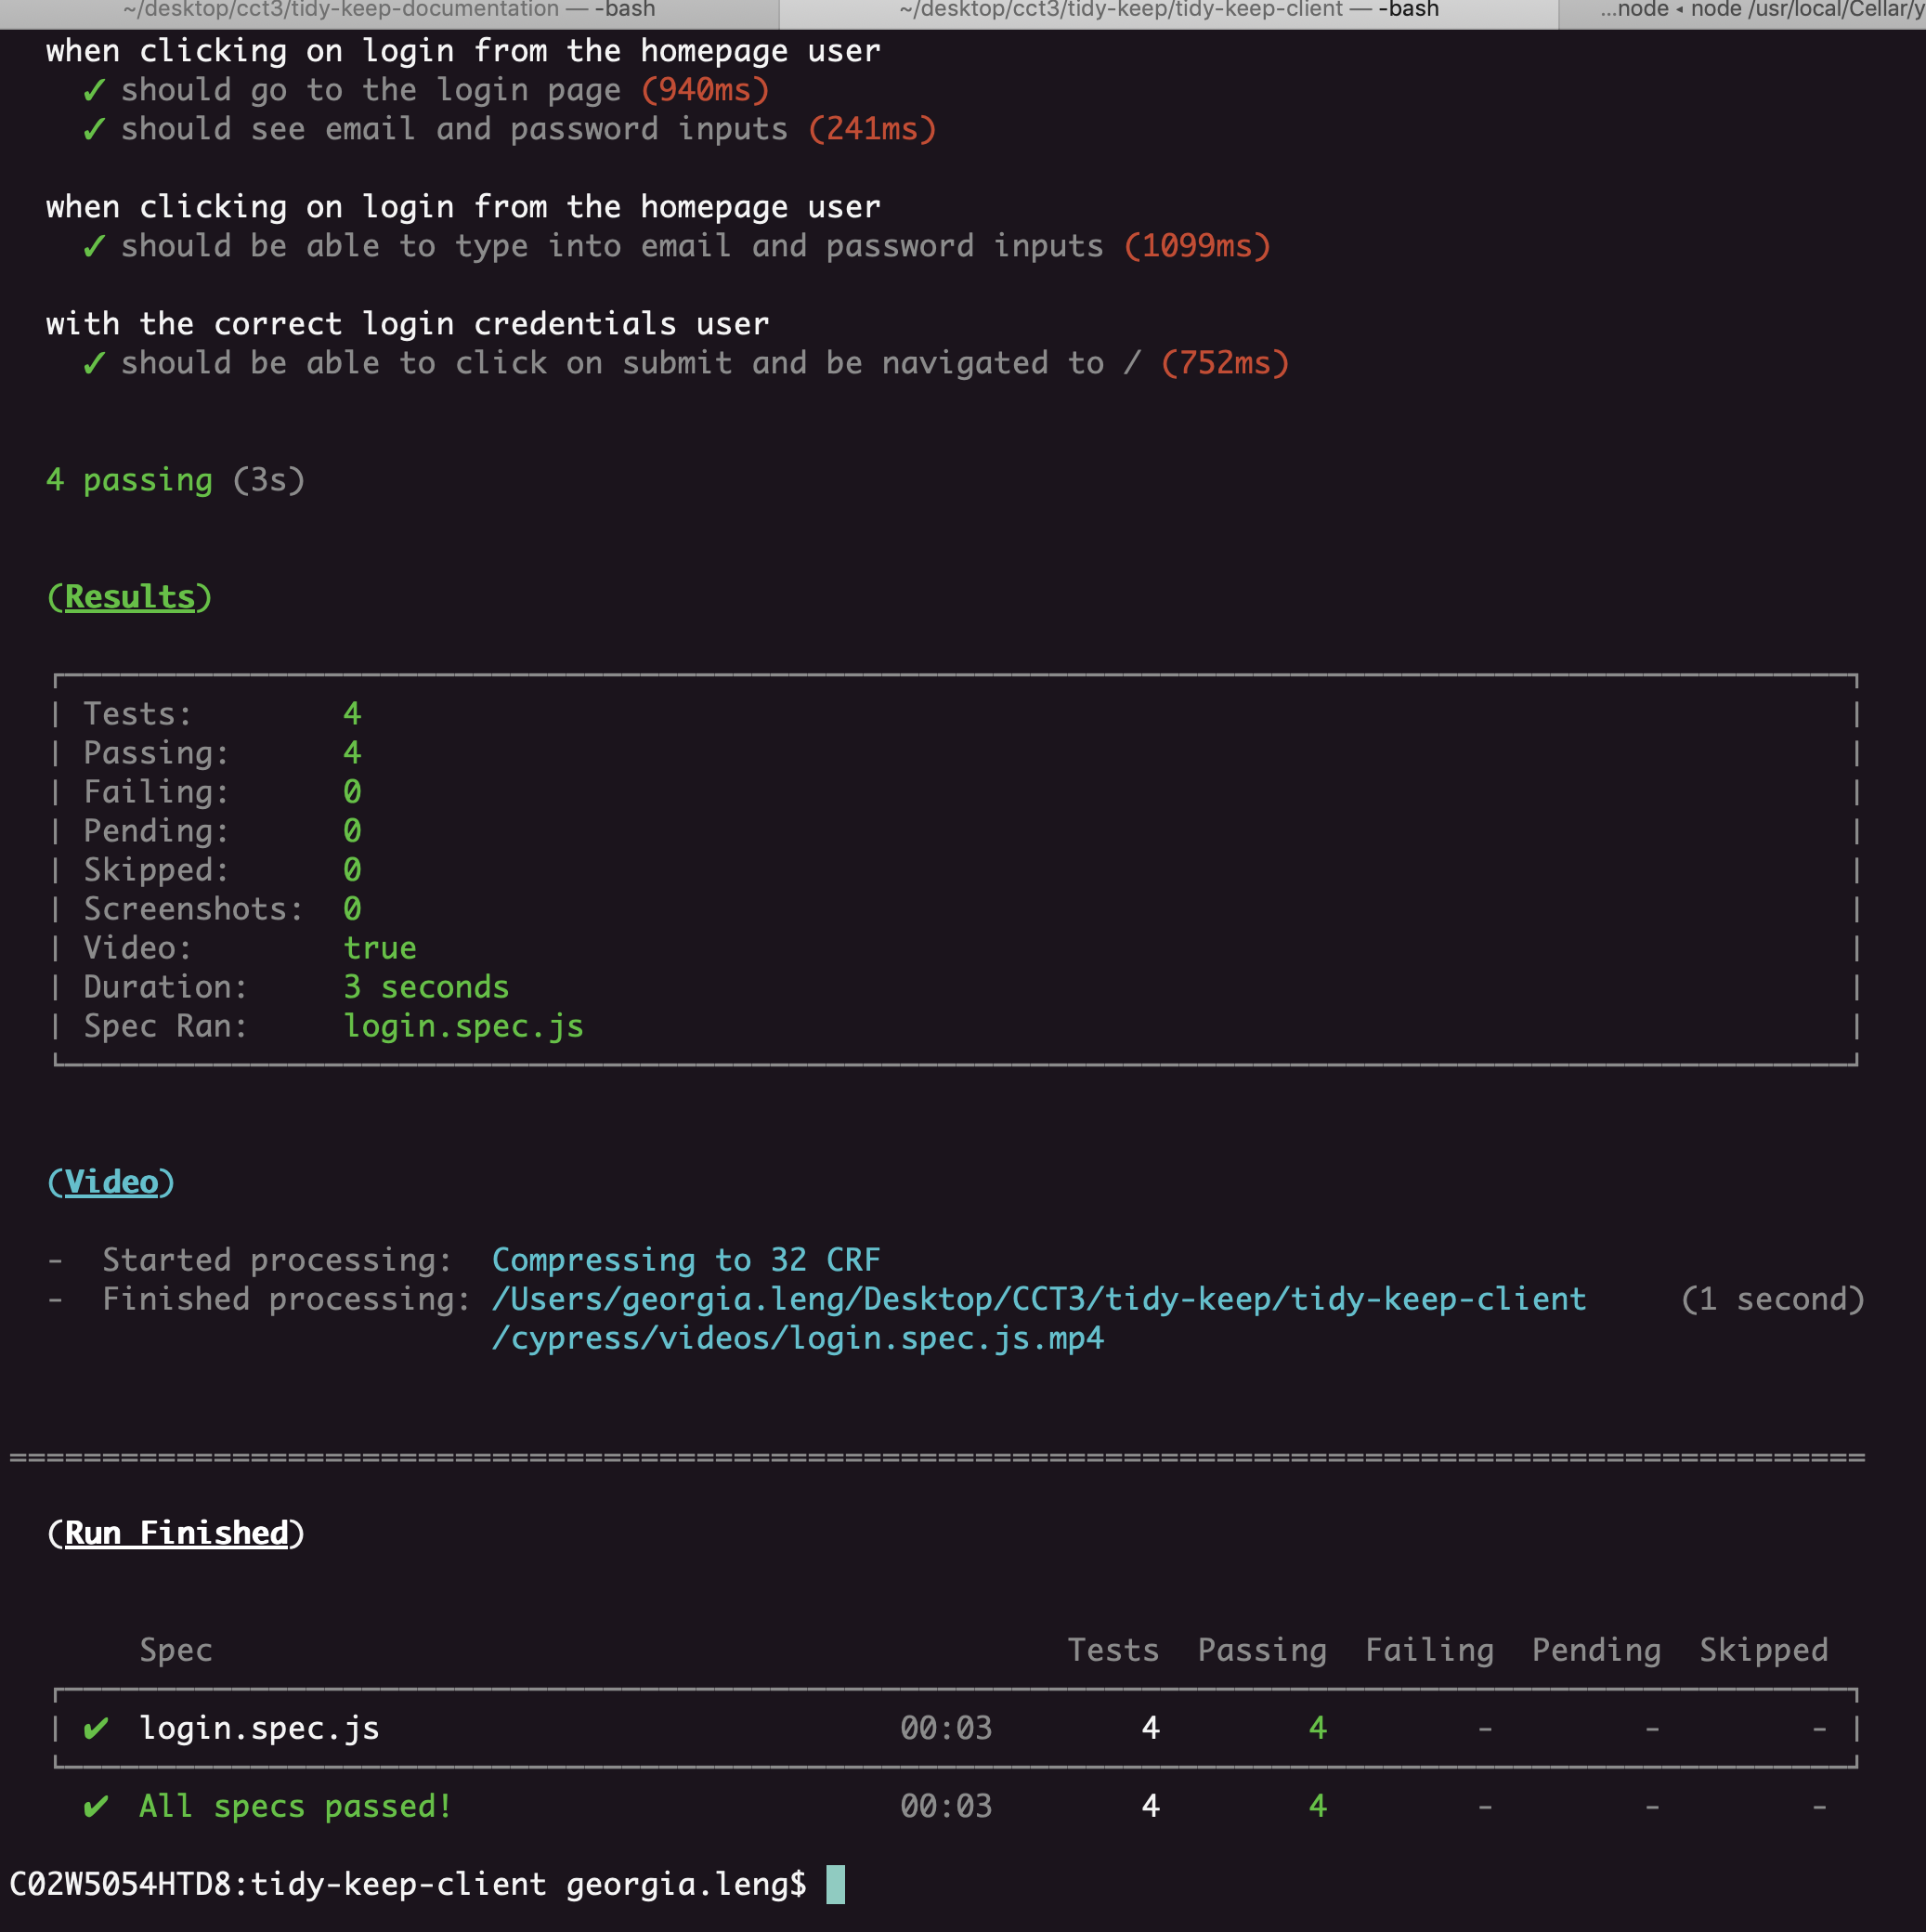 ~/desktop/cct3/tidy-keep-documentation — -bash ~/desktop/cct3/tidy-keep/tidy-keep-client — -bash ...node ◂ node /usr/local/Cellar/y
when clicking on login from the homepage user
✓ should go to the login page (940ms)
✓ should see email and password inputs (241ms)
when clicking on login from the homepage user
✓ should be able to type into email and password inputs (1099ms)
with the correct login credentials user
✓ should be able to click on submit and be navigated to / (752ms)
4 passing (3s)
(Results)
Tests: 4
Passing: 4
Failing: 0
Pending: 0
Skipped: 0
Screenshots: 0
Video: true
Duration: 3 seconds
Spec Ran: login.spec.js
(Video)
- Started processing: Compressing to 32 CRF
- Finished processing: /Users/georgia.leng/Desktop/CCT3/tidy-keep/tidy-keep-client (1 second)
/cypress/videos/login.spec.js.mp4
====================================================================================================
(Run Finished)
Spec Tests Passing Failing Pending Skipped
✔ login.spec.js 00:03 4 4 - - -
✔ All specs passed! 00:03 4 4 - - -
C02W5054HTD8:tidy-keep-client georgia.leng$